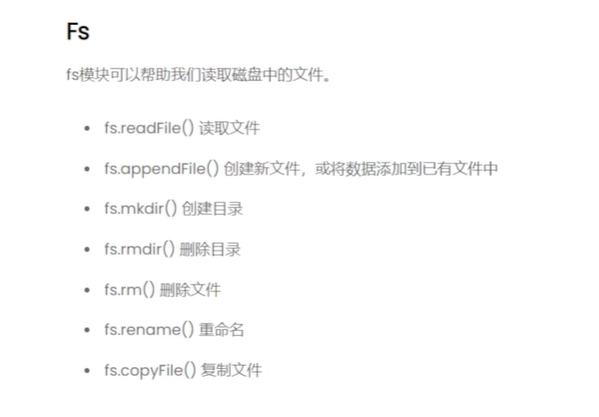 Fs
fs模块可以帮助我们读取磁盘中的文件。
• fs.readFile() 读取文件
• fs.appendFile() 创建新文件，或将数据添加到已有文件中
• fs.mkdir() 创建目录
• fs.rmdir() 删除目录
• fs.rm() 删除文件
• fs.rename() 重命名
• fs.copyFile() 复制文件